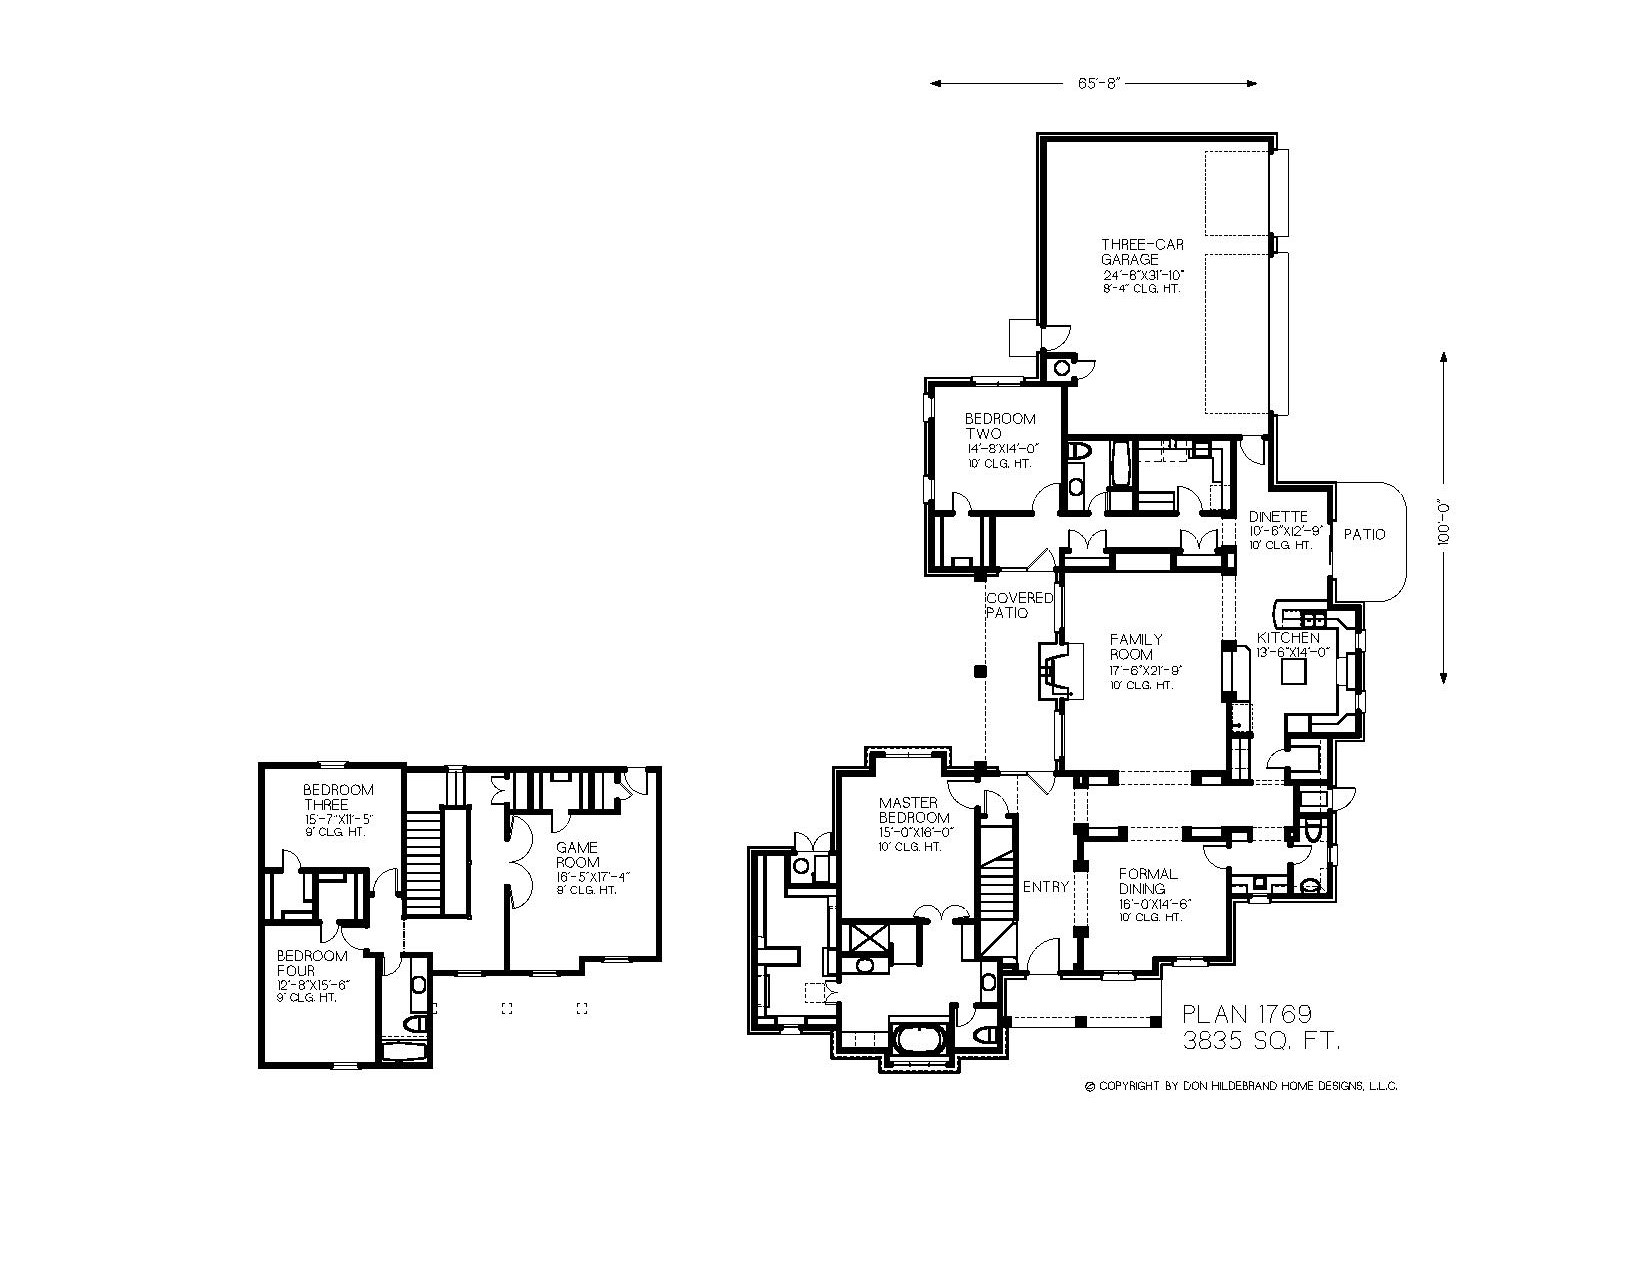 65'-8"
THREE-CAR
GARAGE
24'-6"X31'-10"
8'-4" CLG. HT.
BEDROOM
TWO
14'-8"X14'-0"
10' CLG. HT.
DINETTE
10'-6"X12'-9"
10' CLG. HT.
PATIO
100'-0"
COVERED
PATIO
FAMILY
ROOM
17'-6"X21'-9"
10' CLG. HT.
KITCHEN
13'-6"X14'-0"
BEDROOM
THREE
15'-7"X11'-5"
9' CLG. HT.
GAME
ROOM
16'-5"X17'-4"
9' CLG. HT.
BEDROOM
FOUR
12'-8"X15'-6"
9' CLG. HT.
MASTER
BEDROOM
15'-0"X16'-0"
10' CLG. HT.
ENTRY
FORMAL
DINING
16'-0"X14'-6"
10' CLG. HT.
PLAN 1769
3835 SQ. FT.
© COPYRIGHT BY DON HILDEBRAND HOME DESIGNS, L.L.C.